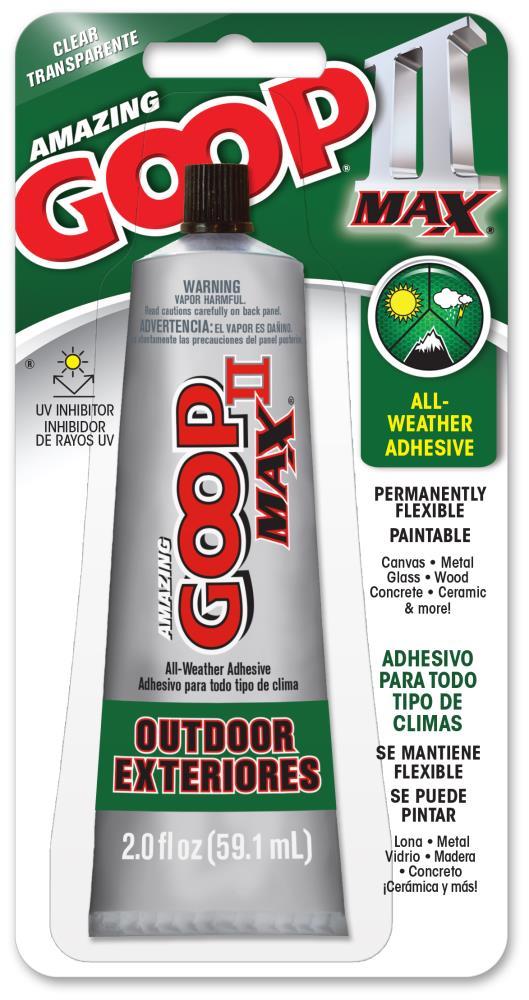 CLEAR
TRANSPARENTE
AMAZING
GOOP®
II
MAX®
WARNING
VAPOR HARMFUL.
Read cautions carefully on back panel.
ADVERTENCIA: EL VAPOR ES DAÑINO.
atentamente las precauciones del panel posterior
®
UV INHIBITOR
INHIBIDOR
DE RAYOS UV
AMAZING
GOOP II
MAX®
All-Weather Adhesive
Adhesivo para todo tipo de clima
OUTDOOR
EXTERIORES
2.0 fl oz (59.1 mL)
ALL-
WEATHER
ADHESIVE
PERMANENTLY
FLEXIBLE
PAINTABLE
Canvas • Metal
Glass • Wood
Concrete • Ceramic
& more!
ADHESIVO
PARA TODO
TIPO DE
CLIMAS
SE MANTIENE
FLEXIBLE
SE PUEDE
PINTAR
Lona • Metal
Vidrio • Madera
• Concreto
¡Cerámica y más!